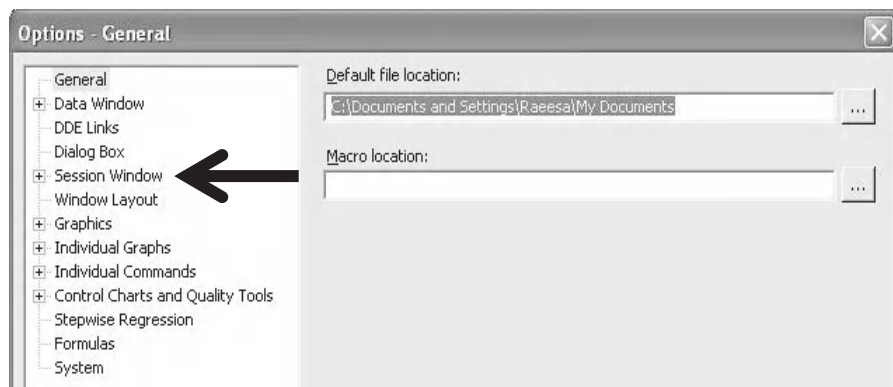 Options - General
General
Data Window
DDE Links
Dialog Box
Session Window
Window Layout
Graphics
Individual Graphs
Individual Commands
Control Charts and Quality Tools
Stepwise Regression
Formulas
System
Default file location:
C:\Documents and Settings\Raeesa\My Documents
...
Macro location:
...